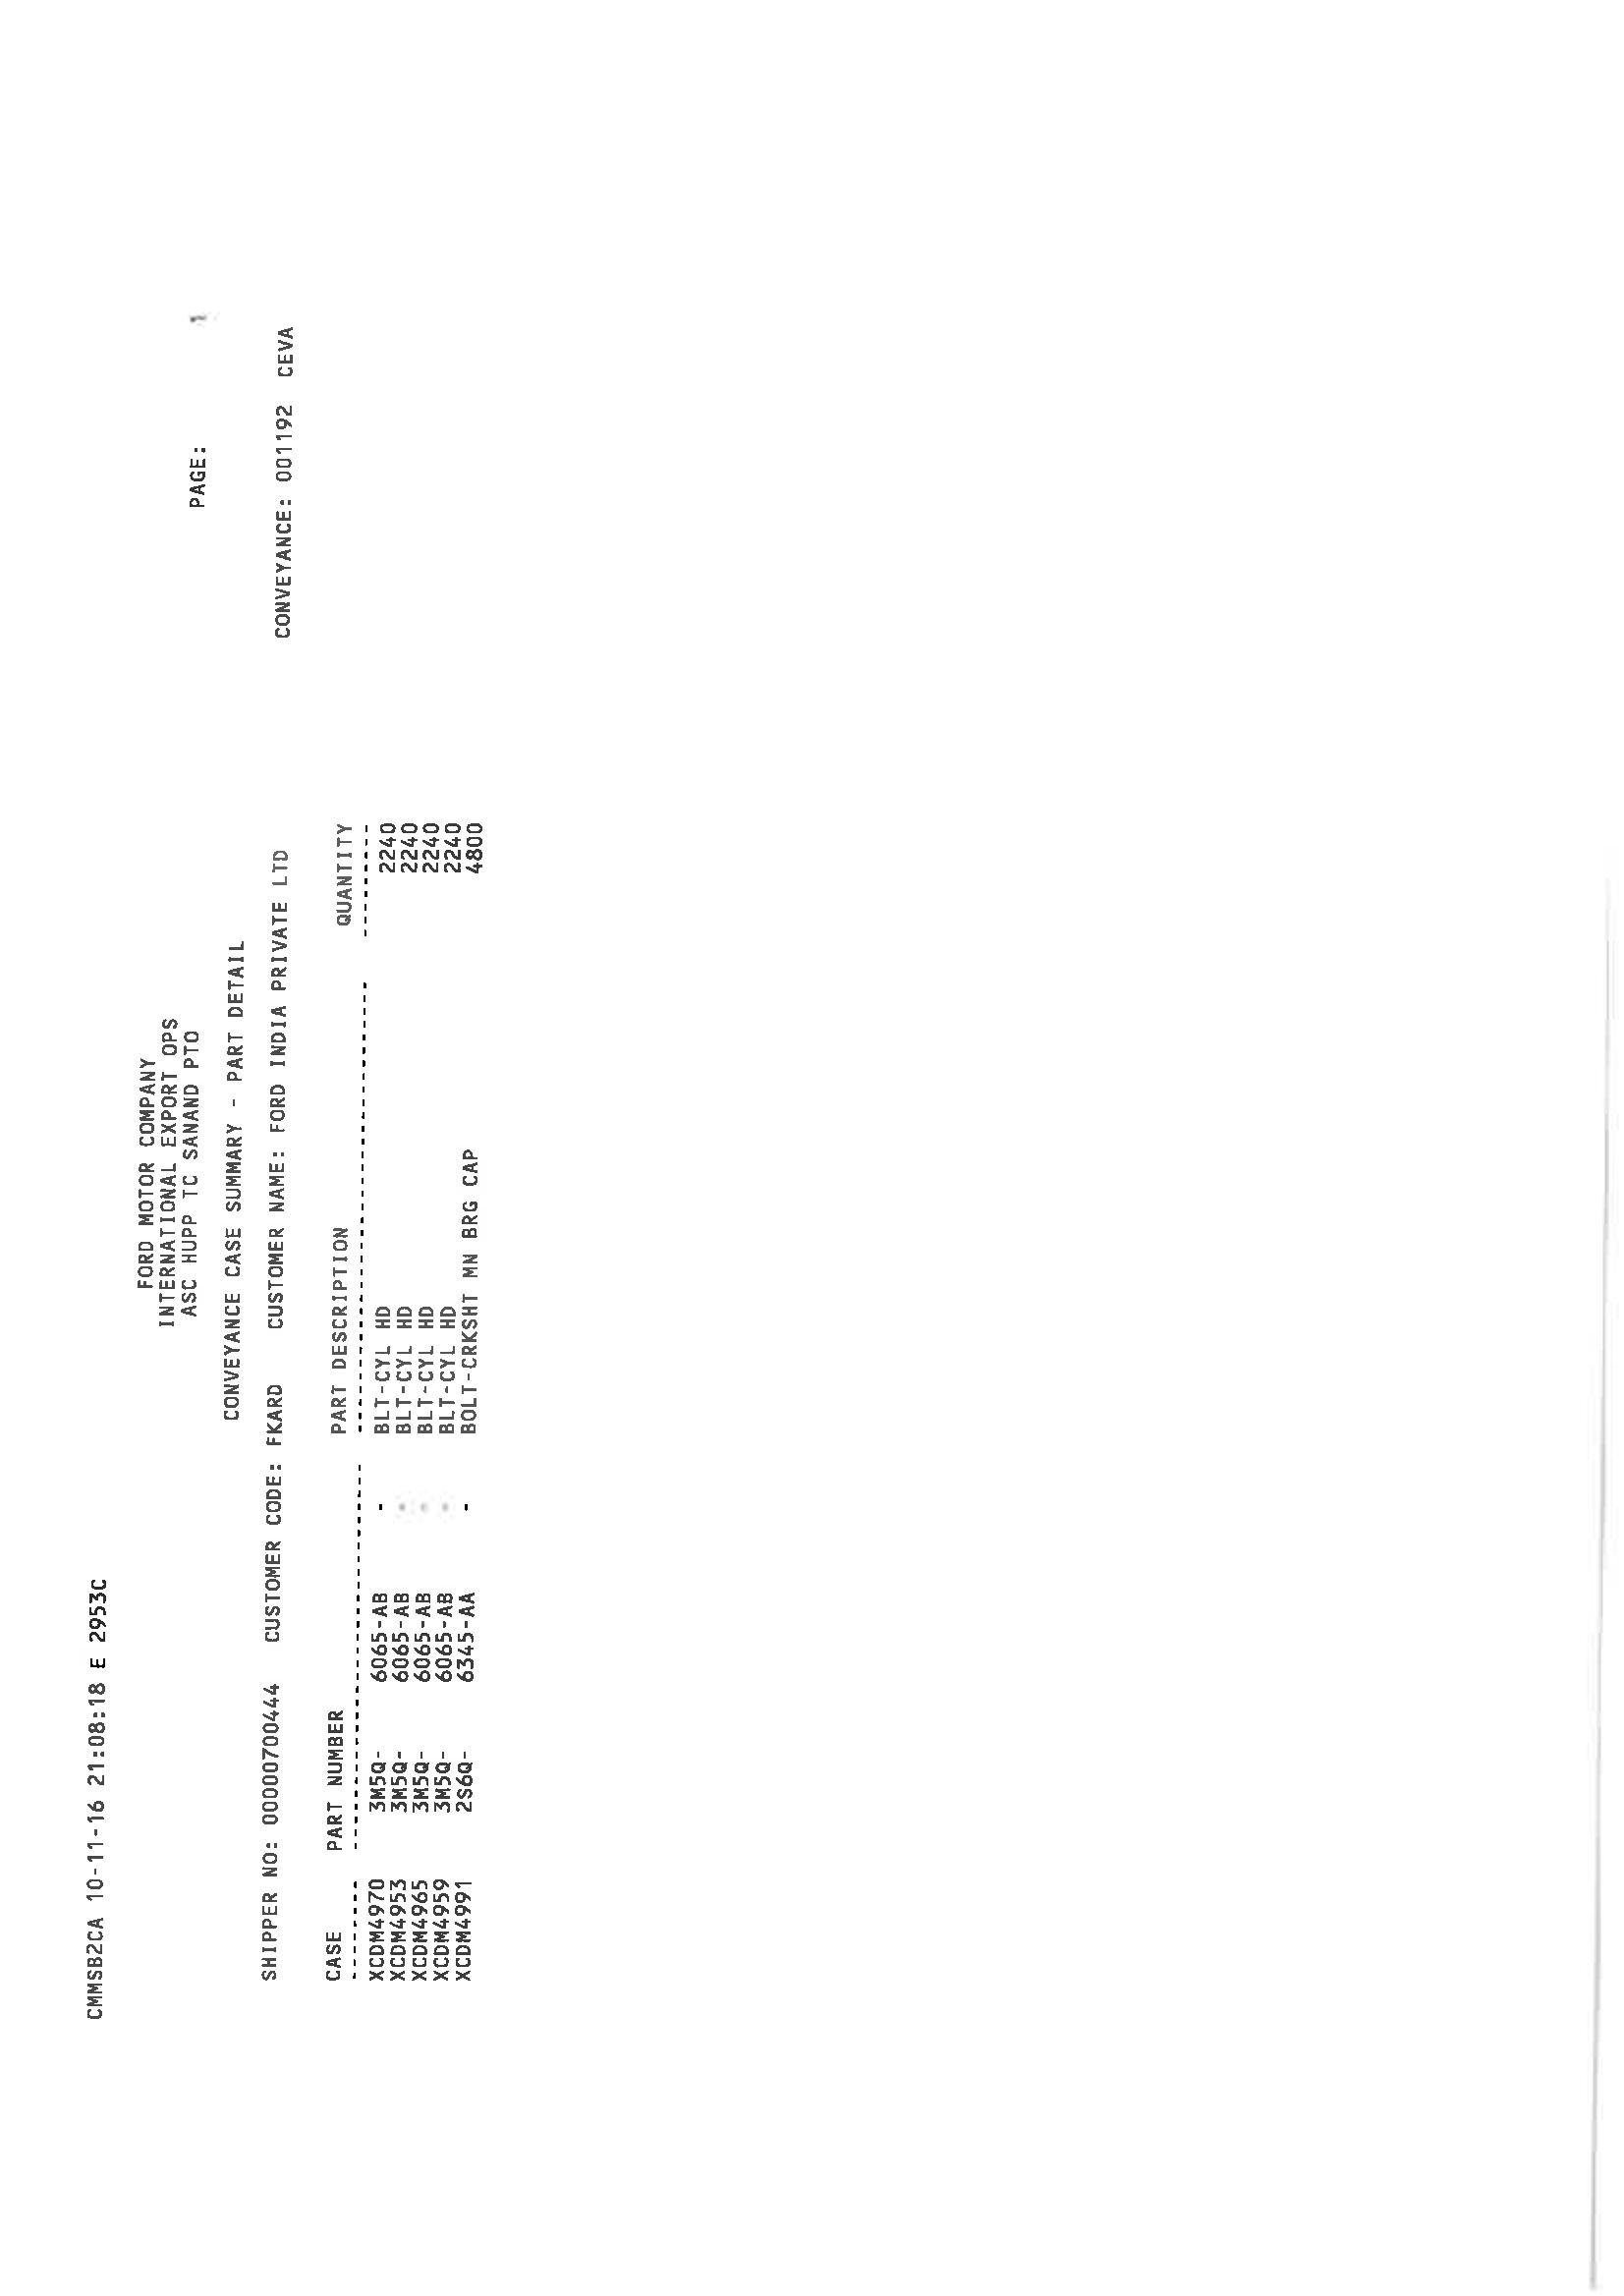 CMMSB2CA 10-11-16 21:08:18 E 2953C
FORD MOTOR COMPANY
INTERNATIONAL EXPORT OPS
ASC HUPP TC SANAND PTO PAGE: 1
CONVEYANCE CASE SUMMARY - PART DETAIL
SHIPPER NO: 0000700444 CUSTOMER CODE: FKARD CUSTOMER NAME: FORD INDIA PRIVATE LTD CONVEYANCE: 001192 CEVA
CASE PART NUMBER PART DESCRIPTION QUANTITY
XCDM4970 3M5Q- 6065-AB - BLT-CYL HD 2240
XCDM4953 3M5Q- 6065-AB - BLT-CYL HD 2240
XCDM4965 3M5Q- 6065-AB - BLT-CYL HD 2240
XCDM4959 3M5Q- 6065-AB - BLT-CYL HD 2240
XCDM4991 2S6Q- 6345-AA - BOLT-CRKSHT MN BRG CAP 4800